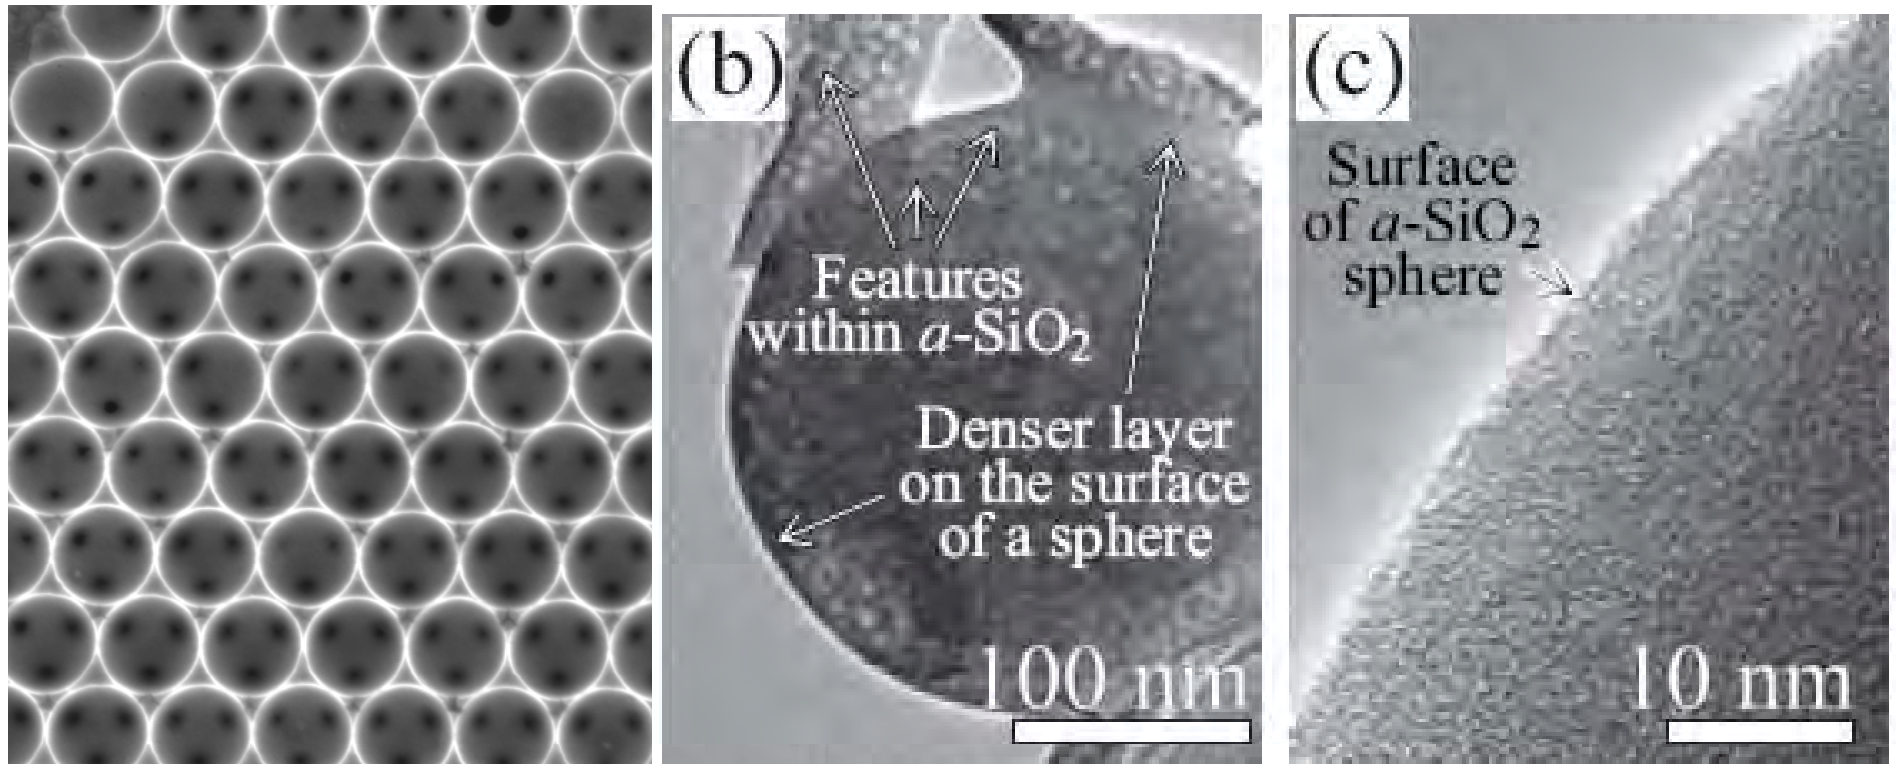 (b)
Features
within a-SiO2
Denser layer
on the surface
of a sphere
100 nm
(c)
Surface
of a-SiO2
sphere
10 nm